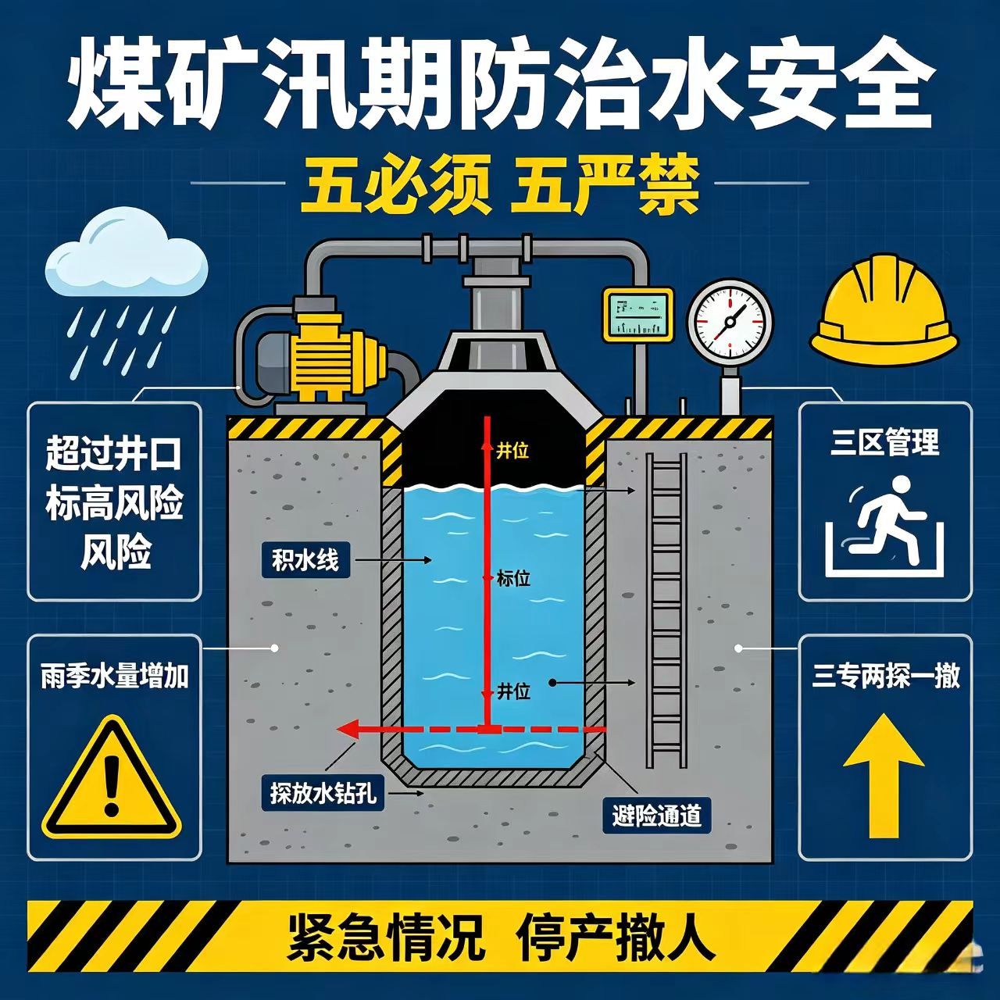 煤矿汛期防治水安全
五必须 五严禁
超过井口
标高风险
风险
三区管理
井位
积水线
标位
雨季水量增加
三专两探一撤
井位
探放水钻孔
避险通道
紧急情况 停产撤人